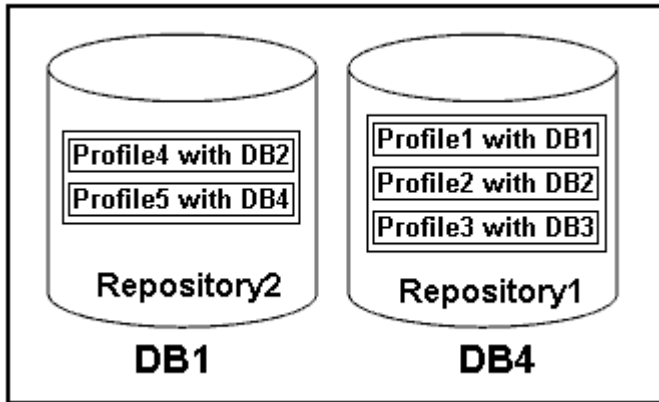 Profile4 with DB2
Profile5 with DB4
Repository2
DB1
Profile1 with DB1
Profile2 with DB2
Profile3 with DB3
Repository1
DB4